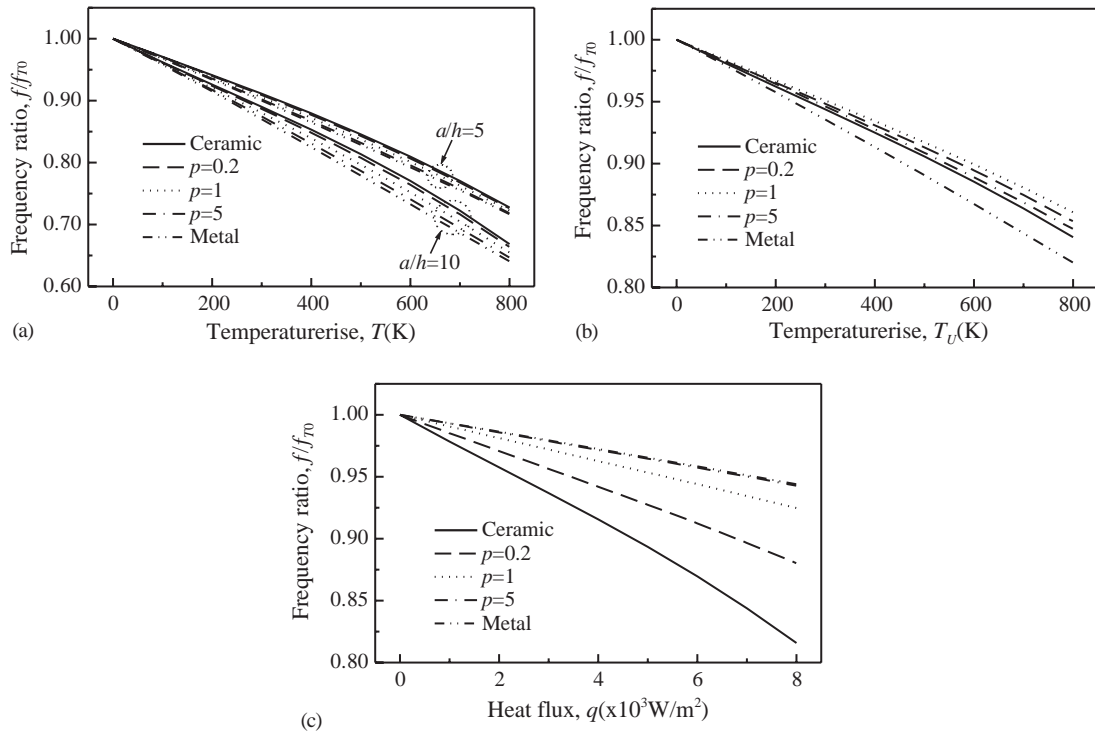 1.00
0.90
0.80
0.70
0.60
Frequency ratio, f/f_T0
a/h=5
Ceramic
p=0.2
p=1
p=5
Metal
a/h=10
0 200 400 600 800
(a) Temperaturerise, T(K)
1.00
0.95
0.90
0.85
0.80
Frequency ratio, f/f_T0
Ceramic
p=0.2
p=1
p=5
Metal
0 200 400 600 800
(b) Temperaturerise, T_U(K)
1.00
0.95
0.90
0.85
0.80
Frequency ratio, f/f_T0
Ceramic
p=0.2
p=1
p=5
Metal
0 2 4 6 8
(c) Heat flux, q(x10³W/m²)